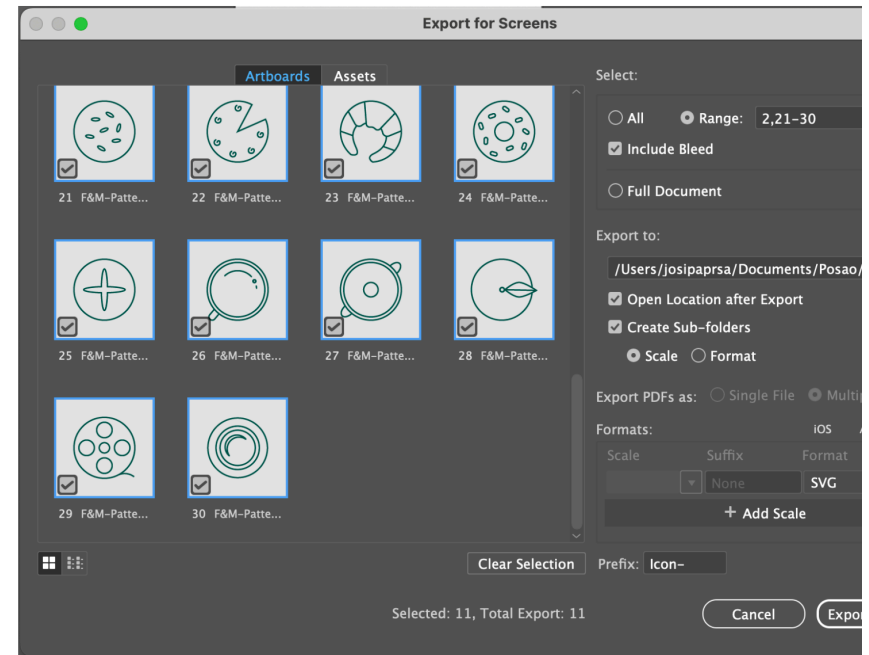 Export for Screens
Artboards Assets
21 F&M-Patte...
22 F&M-Patte...
23 F&M-Patte...
24 F&M-Patte...
25 F&M-Patte...
26 F&M-Patte...
27 F&M-Patte...
28 F&M-Patte...
29 F&M-Patte...
30 F&M-Patte...
Clear Selection
Selected: 11, Total Export: 11
Select:
All Range: 2,21-30
Include Bleed
Full Document
Export to:
/Users/josipaprsa/Documents/Posao/
Open Location after Export
Create Sub-folders
Scale Format
Export PDFs as: Single File Multip
Formats: iOS
Scale Suffix Format
None SVG
+ Add Scale
Prefix: Icon-
Cancel Expor